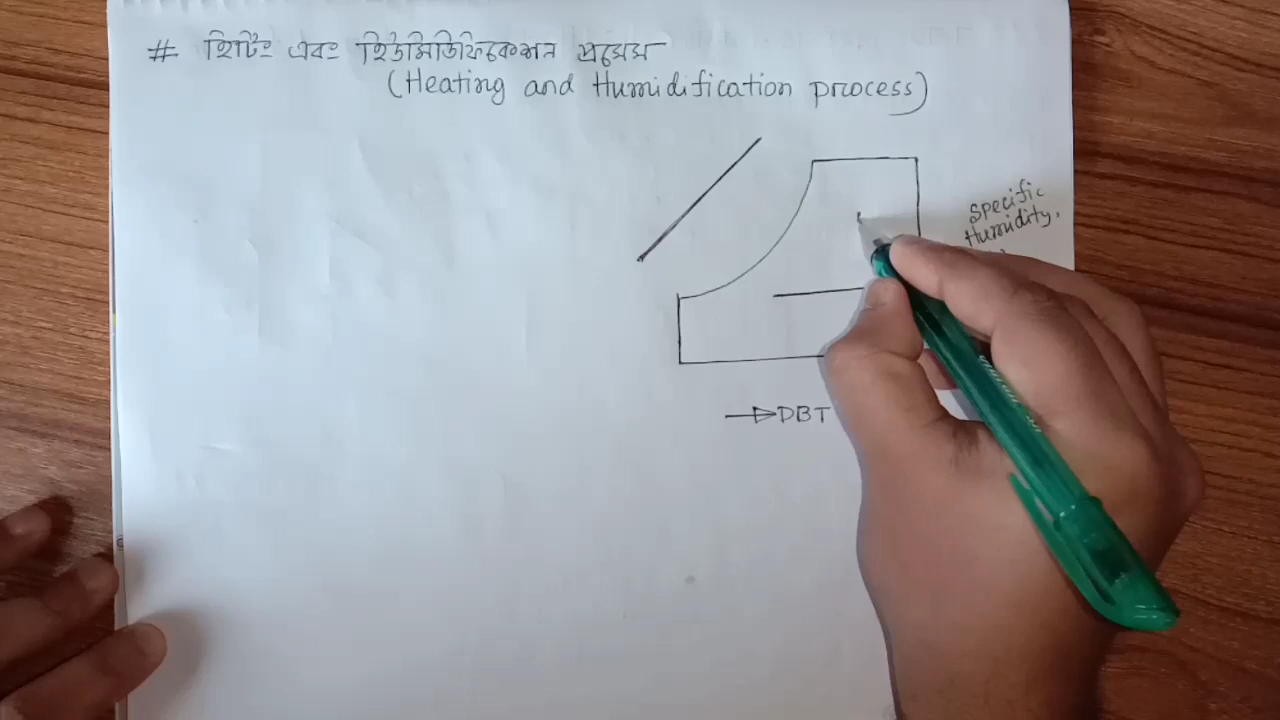 # হিটিং এবং হিউমিডিফিকেশন প্রসেস
(Heating and Humidification process)
Specific
Humidity,
DBT